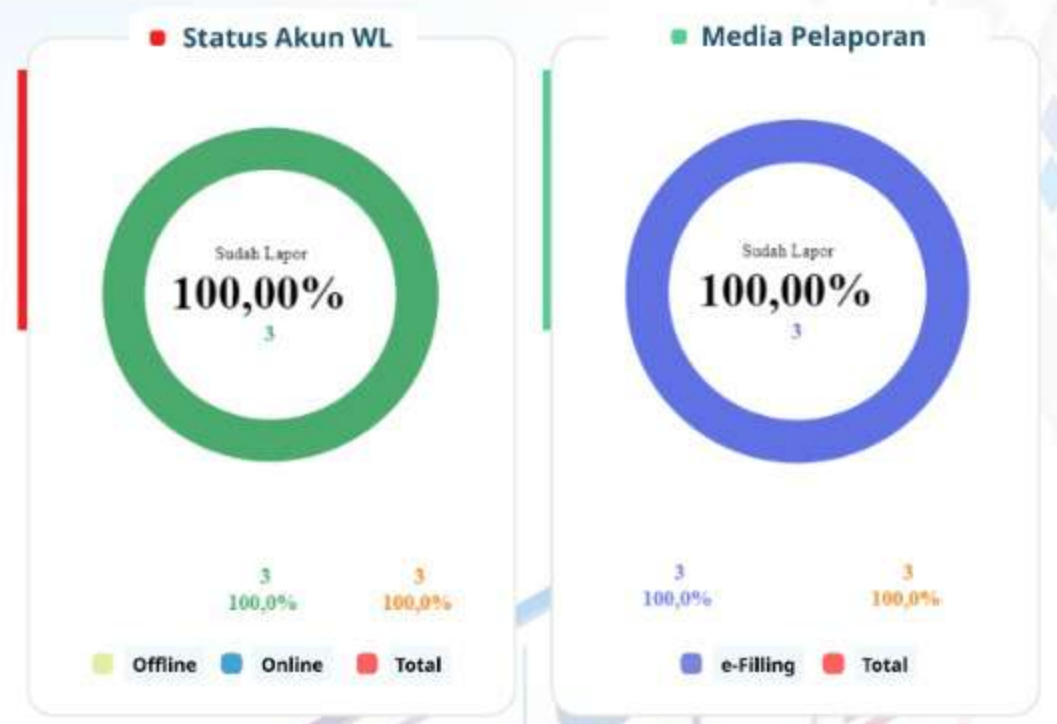 Status Akun WL
Sudah Lapor
100,00%
3
3
100,0%
3
100,0%
Offline
Online
Total
Media Pelaporan
Sudah Lapor
100,00%
3
3
100,0%
3
100,0%
e-Filling
Total